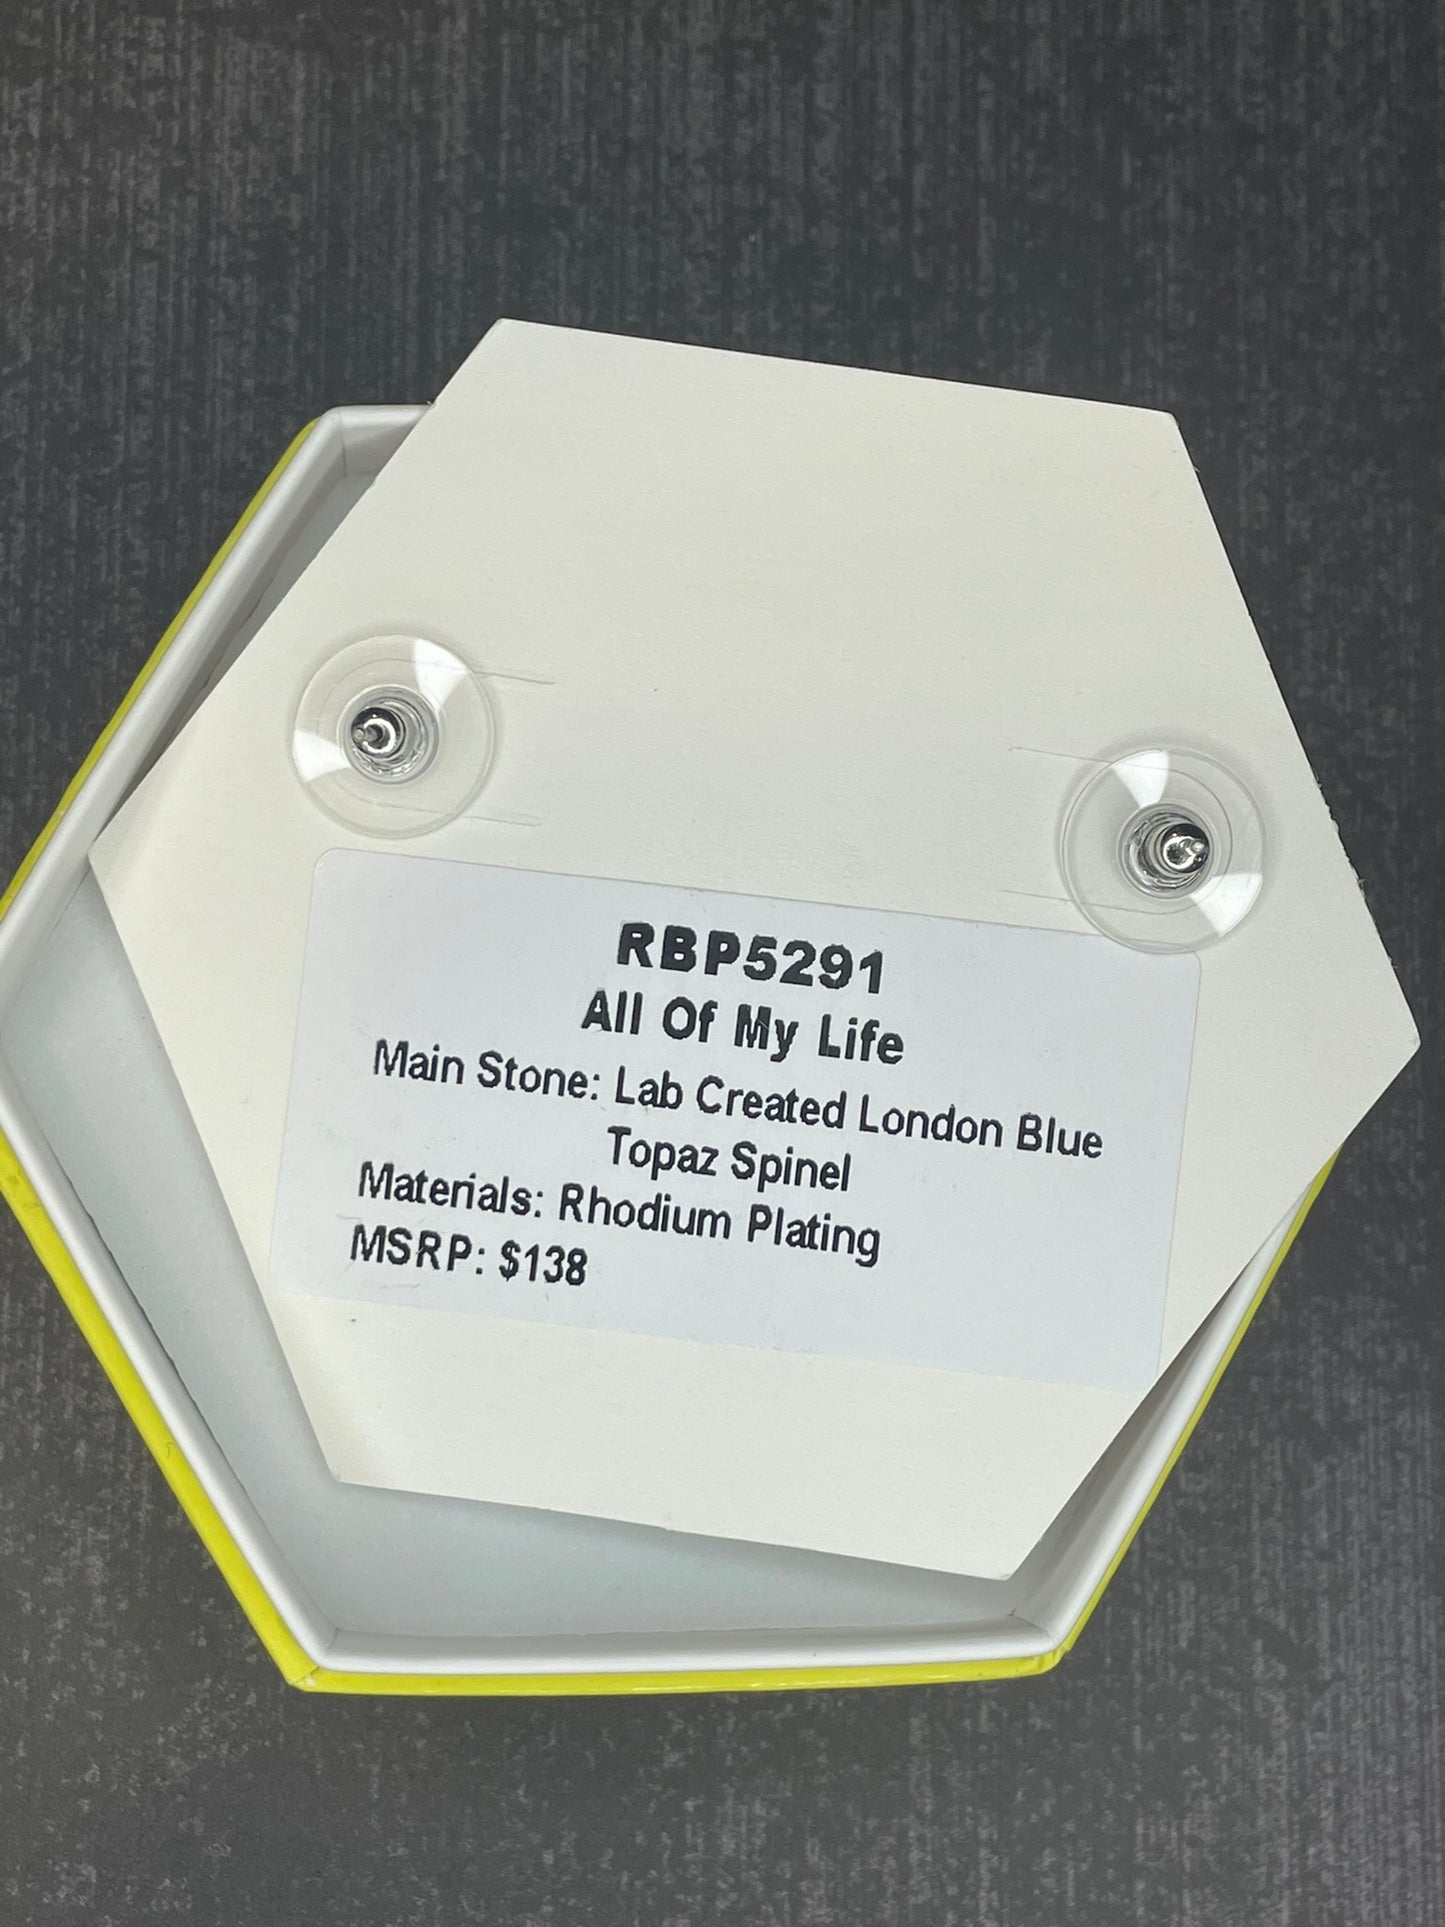 RBP5291
All Of My Life
Main Stone: Lab Created London Blue
Topaz Spinel
Materials: Rhodium Plating
MSRP: $138